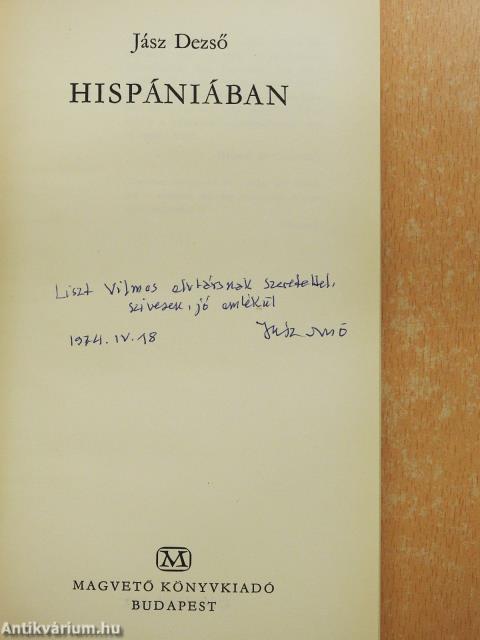 Jász Dezső
HISPÁNIÁBAN
Liszt Vilmos elvtársnak szeretettel,
szivesen, jó emlékül
1974. IV. 18
Jász Dezső
M
MAGVETŐ KÖNYVKIADÓ
BUDAPEST
Antikvárium.hu